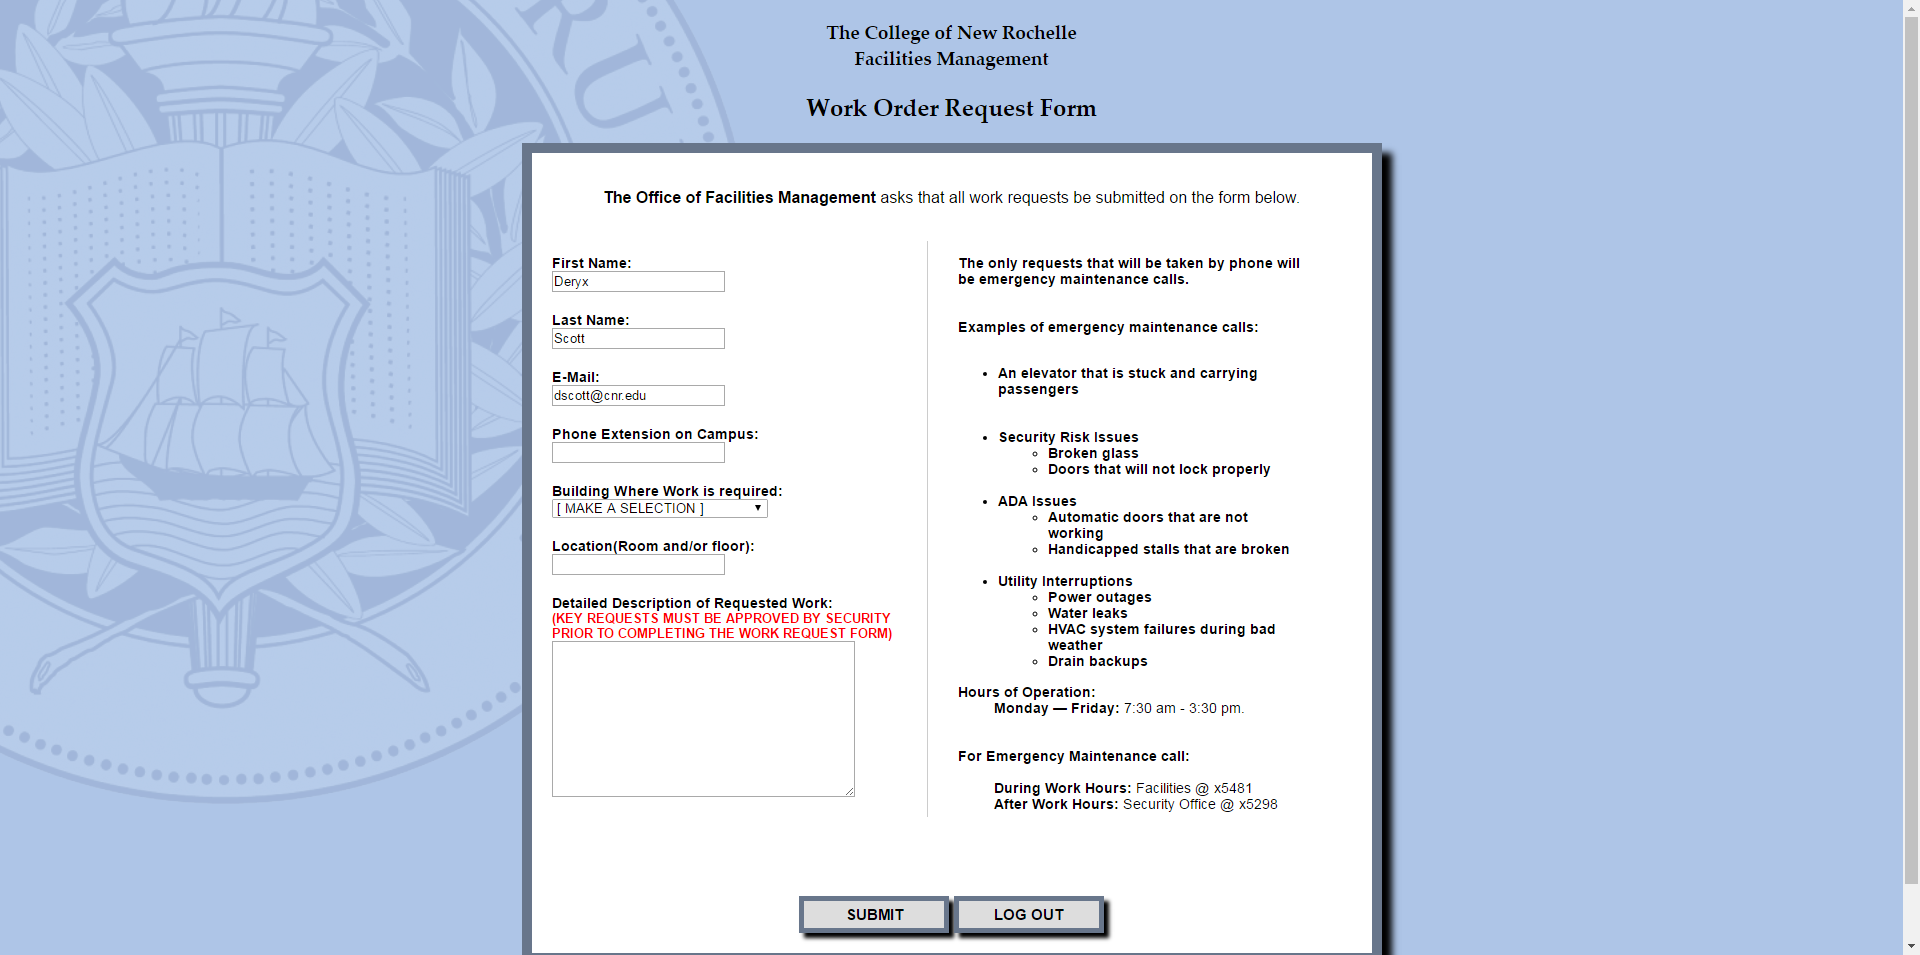 The College of New Rochelle
Facilities Management
Work Order Request Form
The Office of Facilities Management asks that all work requests be submitted on the form below.
First Name:
Deryx
Last Name:
Scott
E-Mail:
dscott@cnr.edu
Phone Extension on Campus:
Building Where Work is required:
[ MAKE A SELECTION ]
Location(Room and/or floor):
Detailed Description of Requested Work:
(KEY REQUESTS MUST BE APPROVED BY SECURITY
PRIOR TO COMPLETING THE WORK REQUEST FORM)
The only requests that will be taken by phone will
be emergency maintenance calls.
Examples of emergency maintenance calls:
• An elevator that is stuck and carrying
passengers
• Security Risk Issues
◦ Broken glass
◦ Doors that will not lock properly
• ADA Issues
◦ Automatic doors that are not
working
◦ Handicapped stalls that are broken
• Utility Interruptions
◦ Power outages
◦ Water leaks
◦ HVAC system failures during bad
weather
◦ Drain backups
Hours of Operation:
Monday — Friday: 7:30 am - 3:30 pm.
For Emergency Maintenance call:
During Work Hours: Facilities @ x5481
After Work Hours: Security Office @ x5298
SUBMIT
LOG OUT